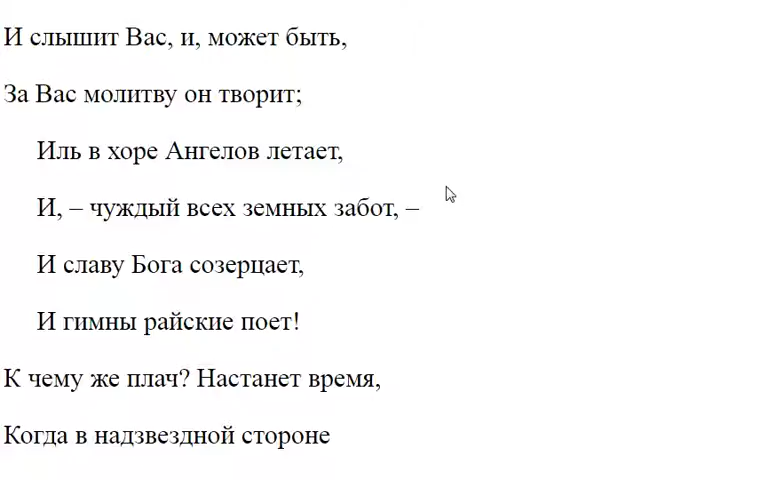 И слышит Вас, и, может быть,
За Вас молитву он творит;
Иль в хоре Ангелов летает,
И, – чуждый всех земных забот, –
И славу Бога созерцает,
И гимны райские поет!
К чему же плач? Настанет время,
Когда в надзвездной стороне